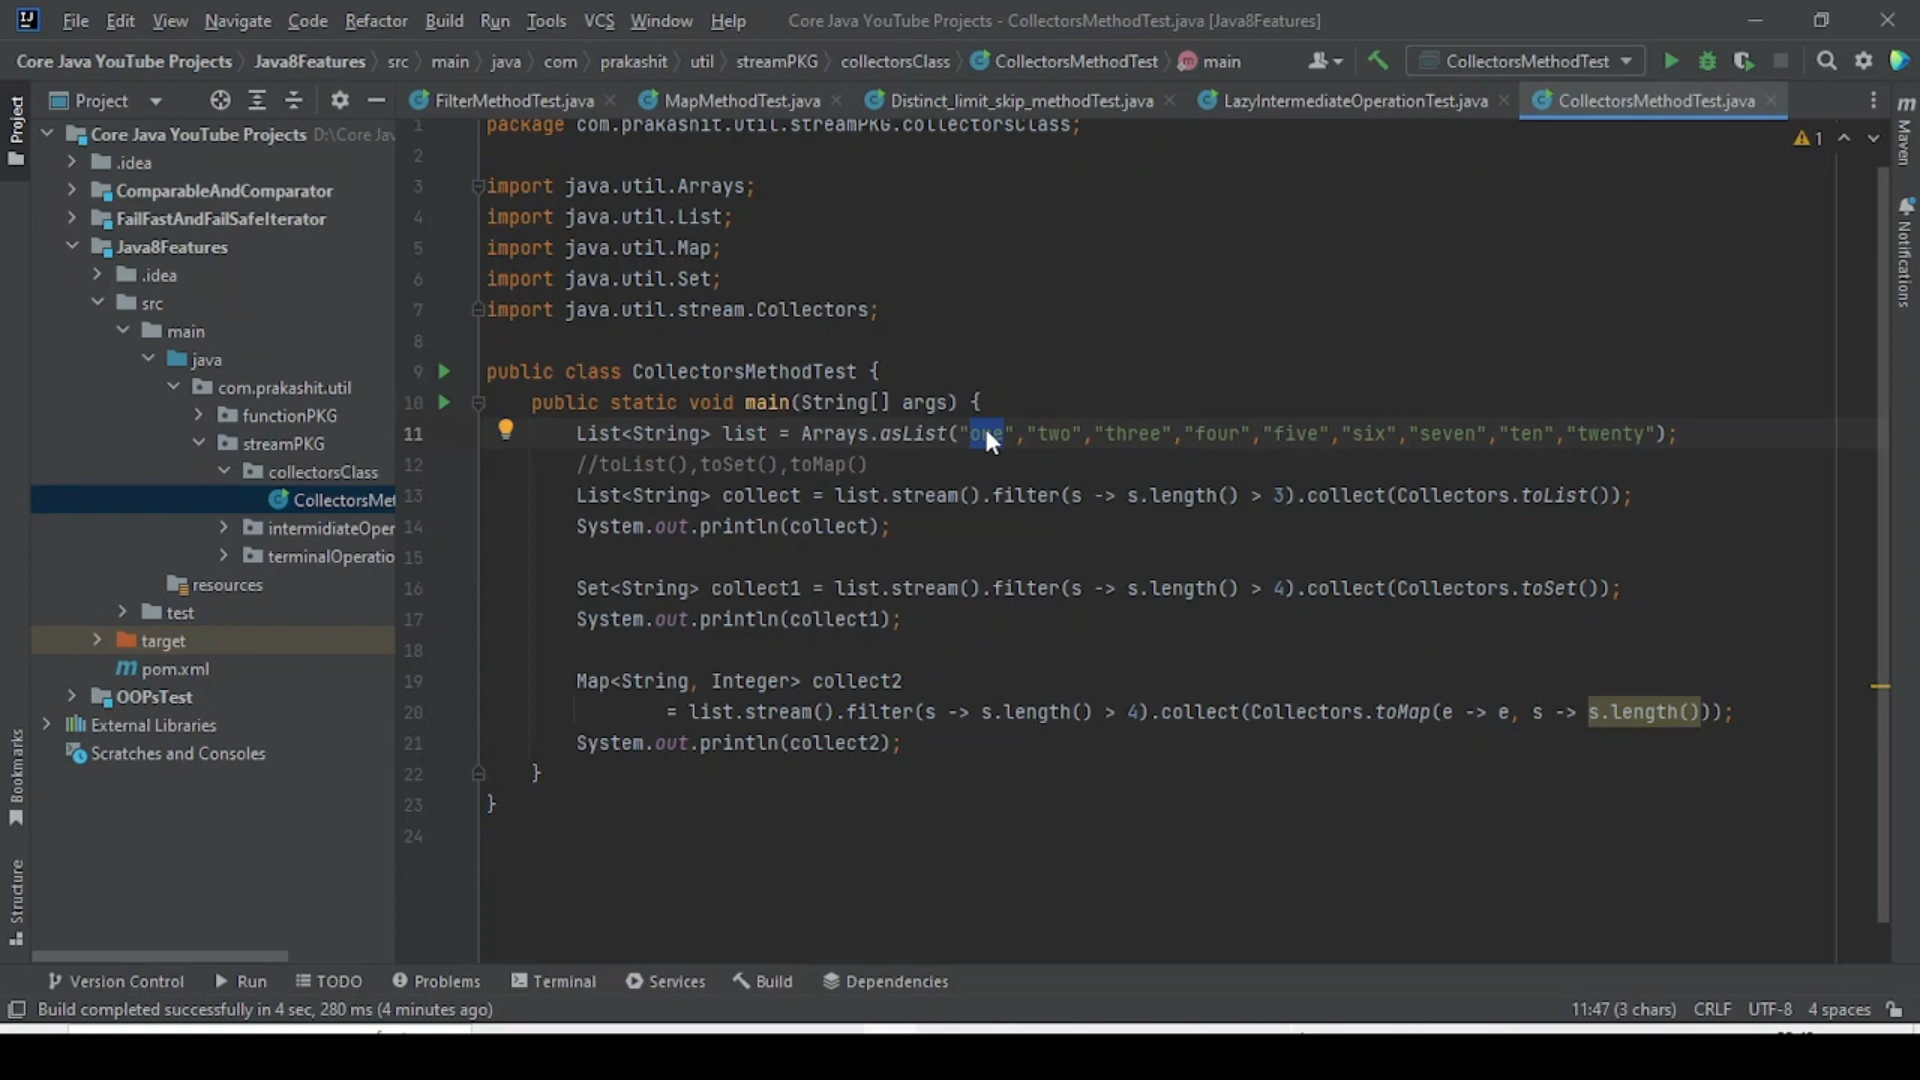 File Edit View Navigate Code Refactor Build Run Tools VCS Window Help Core Java YouTube Projects - CollectorsMethodTest.java [Java8Features]
Core Java YouTube Projects Java8Features src main java com prakashit util streamPKG collectorsClass CollectorsMethodTest main CollectorsMethodTest
Project FilterMethodTest.java MapMethodTest.java Distinct_limit_skip_methodTest.java LazyIntermediateOperationTest.java CollectorsMethodTest.java
Project
Core Java YouTube Projects D:\Core Jav
.idea
ComparableAndComparator
FailFastAndFailSafeIterator
Java8Features
.idea
src
main
java
com.prakashit.util
functionPKG
streamPKG
collectorsClass
CollectorsMet
intermidiateOper
terminalOperatio
resources
test
target
pom.xml
OOPsTest
External Libraries
Scratches and Consoles
Bookmarks
Structure
1 package com.prakashit.util.streamPKG.collectorsClass;
2
3 import java.util.Arrays;
4 import java.util.List;
5 import java.util.Map;
6 import java.util.Set;
7 import java.util.stream.Collectors;
8
9 public class CollectorsMethodTest {
10 public static void main(String[] args) {
11 List<String> list = Arrays.asList("one","two","three","four","five","six","seven","ten","twenty");
12 //toList(),toSet(),toMap()
13 List<String> collect = list.stream().filter(s -> s.length() > 3).collect(Collectors.toList());
14 System.out.println(collect);
15
16 Set<String> collect1 = list.stream().filter(s -> s.length() > 4).collect(Collectors.toSet());
17 System.out.println(collect1);
18
19 Map<String, Integer> collect2
20 = list.stream().filter(s -> s.length() > 4).collect(Collectors.toMap(e -> e, s -> s.length()));
21 System.out.println(collect2);
22 }
23 }
24
1
Maven
Notifications
Version Control Run TODO Problems Terminal Services Build Dependencies
Build completed successfully in 4 sec, 280 ms (4 minutes ago) 11:47 (3 chars) CRLF UTF-8 4 spaces